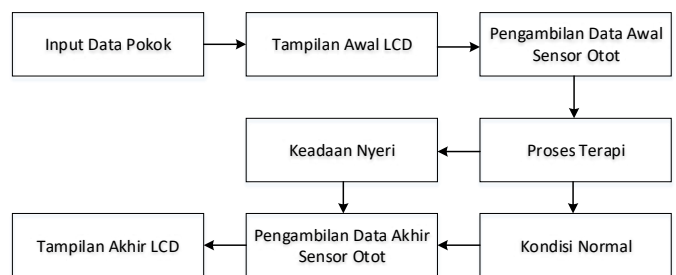 Input Data Pokok
Tampilan Awal LCD
Pengambilan Data Awal
Sensor Otot
Keadaan Nyeri
Proses Terapi
Tampilan Akhir LCD
Pengambilan Data Akhir
Sensor Otot
Kondisi Normal